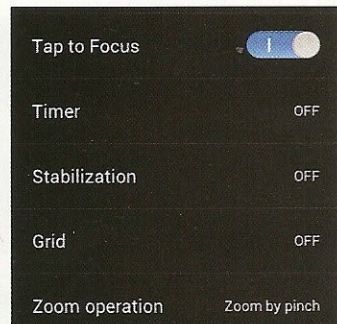 Tap to Focus
Timer OFF
Stabilization OFF
Grid OFF
Zoom operation Zoom by pinch